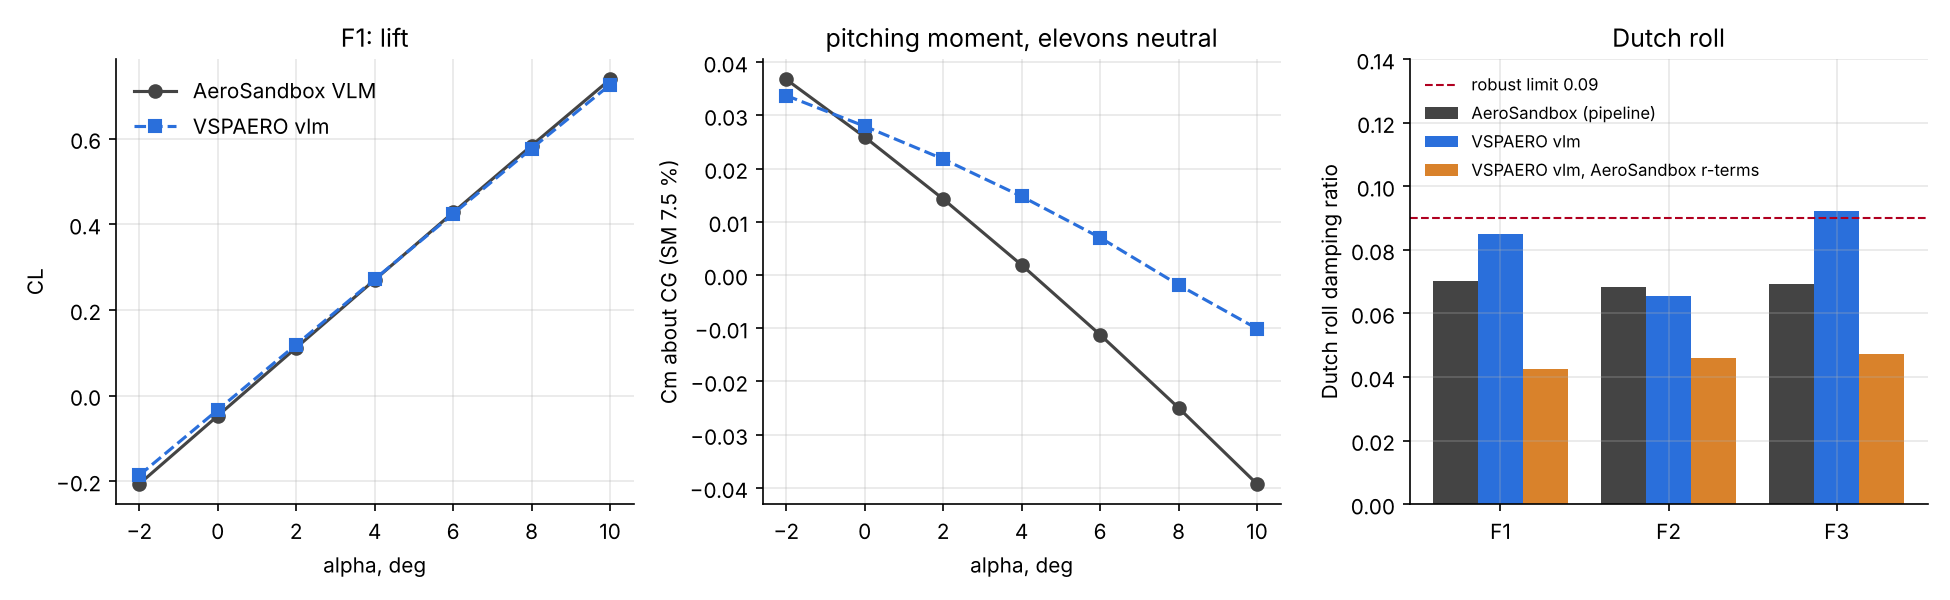 F1: lift
AeroSandbox VLM
VSPAERO vlm
CL
0.6
0.4
0.2
0.0
−0.2
−2 0 2 4 6 8 10
alpha, deg
pitching moment, elevons neutral
Cm about CG (SM 7.5 %)
0.04
0.03
0.02
0.01
0.00
−0.01
−0.02
−0.03
−0.04
−2 0 2 4 6 8 10
alpha, deg
Dutch roll
robust limit 0.09
AeroSandbox (pipeline)
VSPAERO vlm
VSPAERO vlm, AeroSandbox r-terms
Dutch roll damping ratio
0.14
0.12
0.10
0.08
0.06
0.04
0.02
0.00
F1 F2 F3